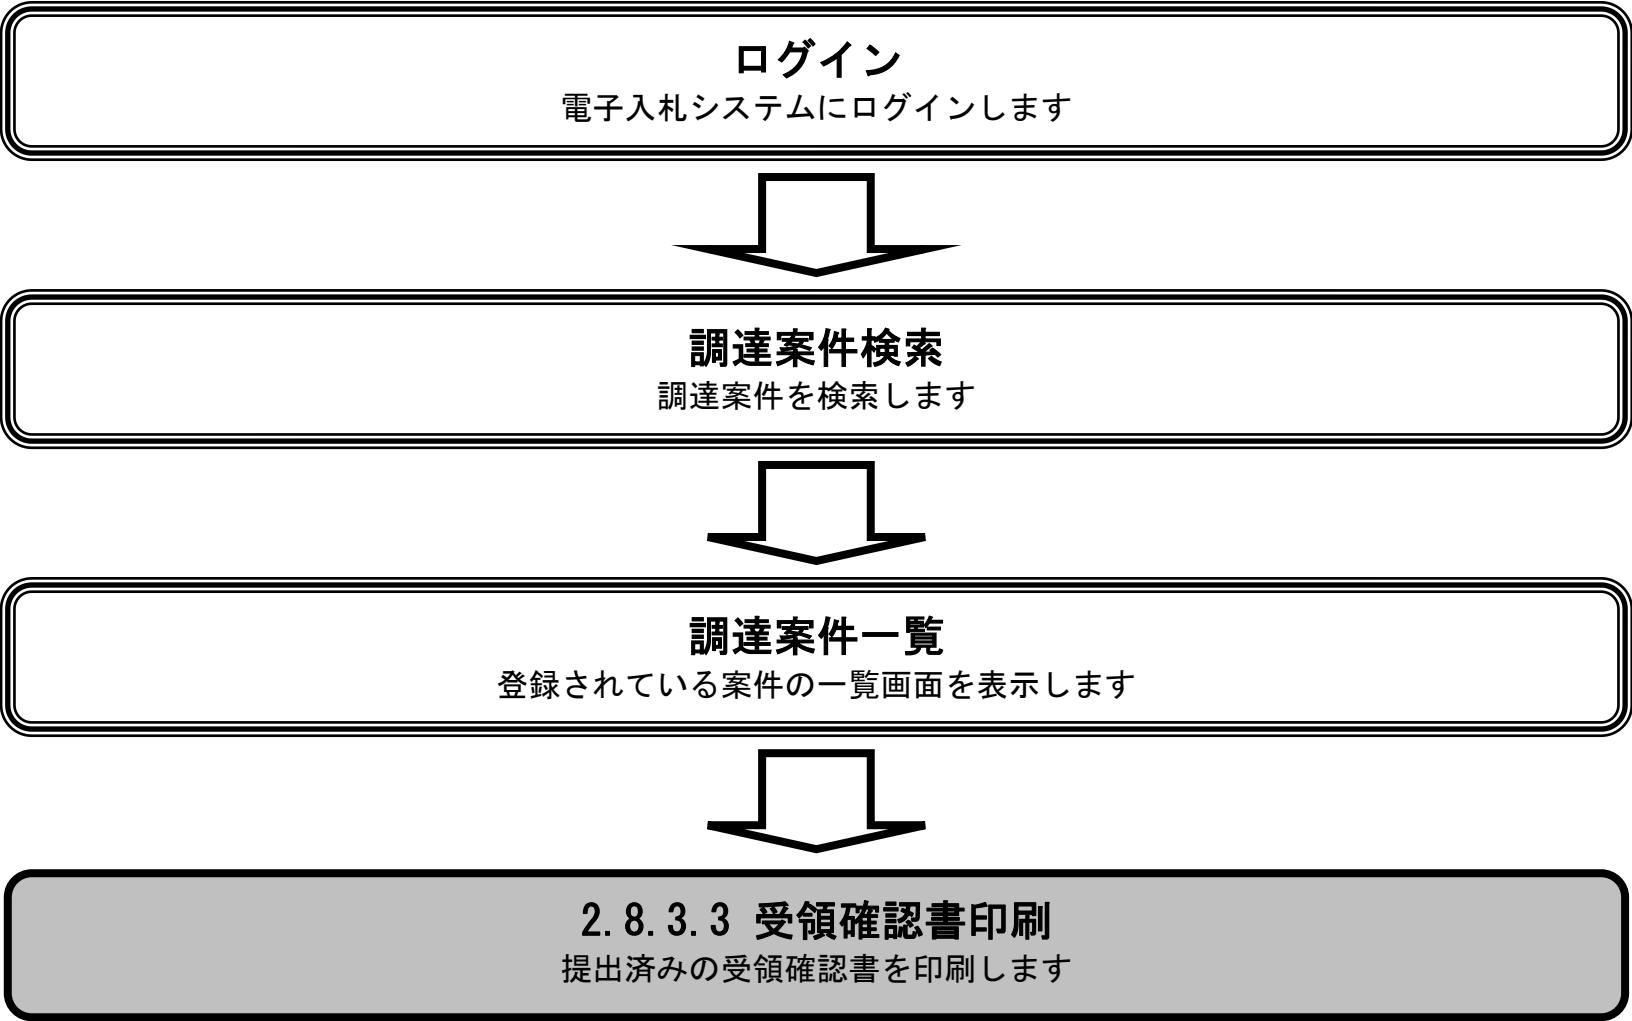 ログイン
電子入札システムにログインします
調達案件検索
調達案件を検索します
調達案件一覧
登録されている案件の一覧画面を表示します
2.8.3.3 受領確認書印刷
提出済みの受領確認書を印刷します